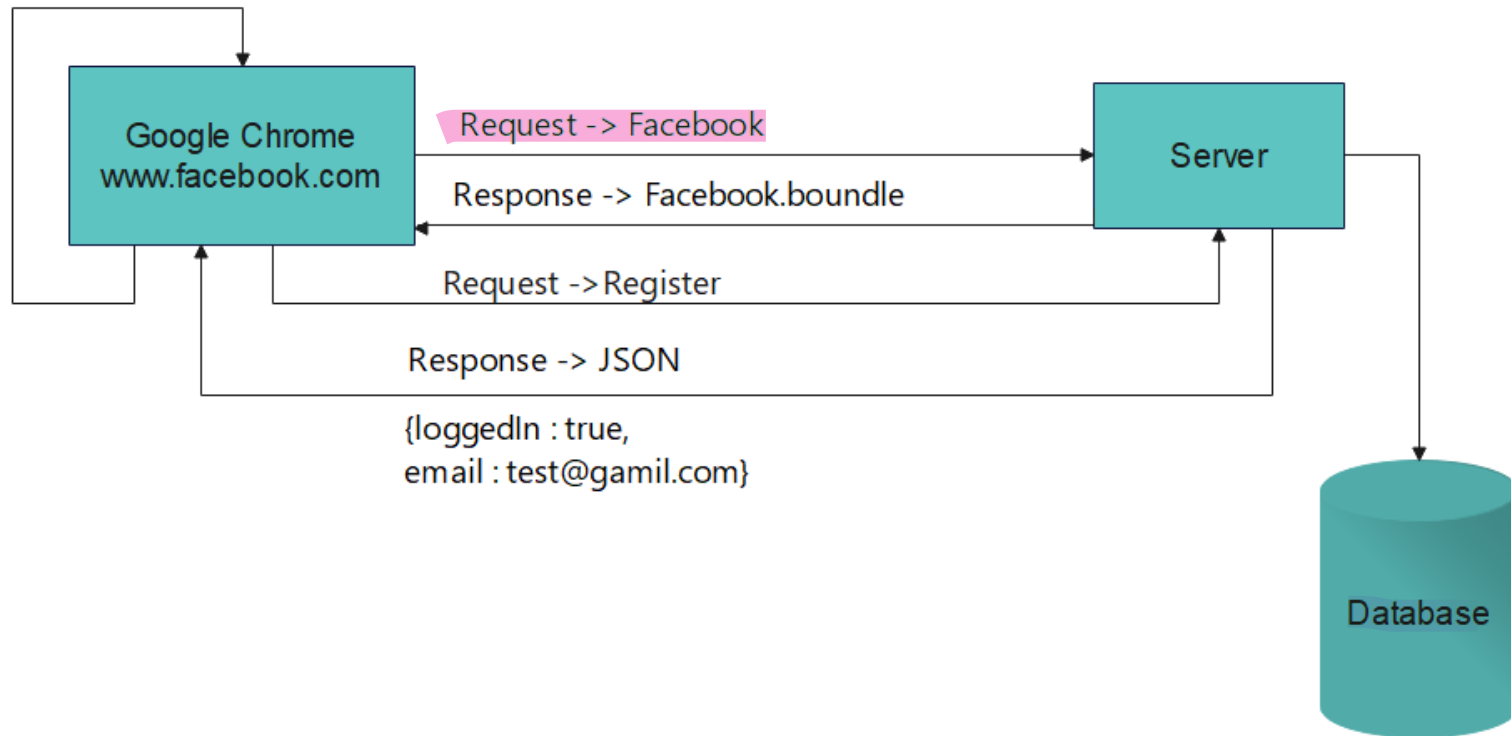 Google Chrome
www.facebook.com
Request -> Facebook
Server
Response -> Facebook.boundle
Request ->Register
Response -> JSON
{loggedIn : true,
email : test@gamil.com}
Database